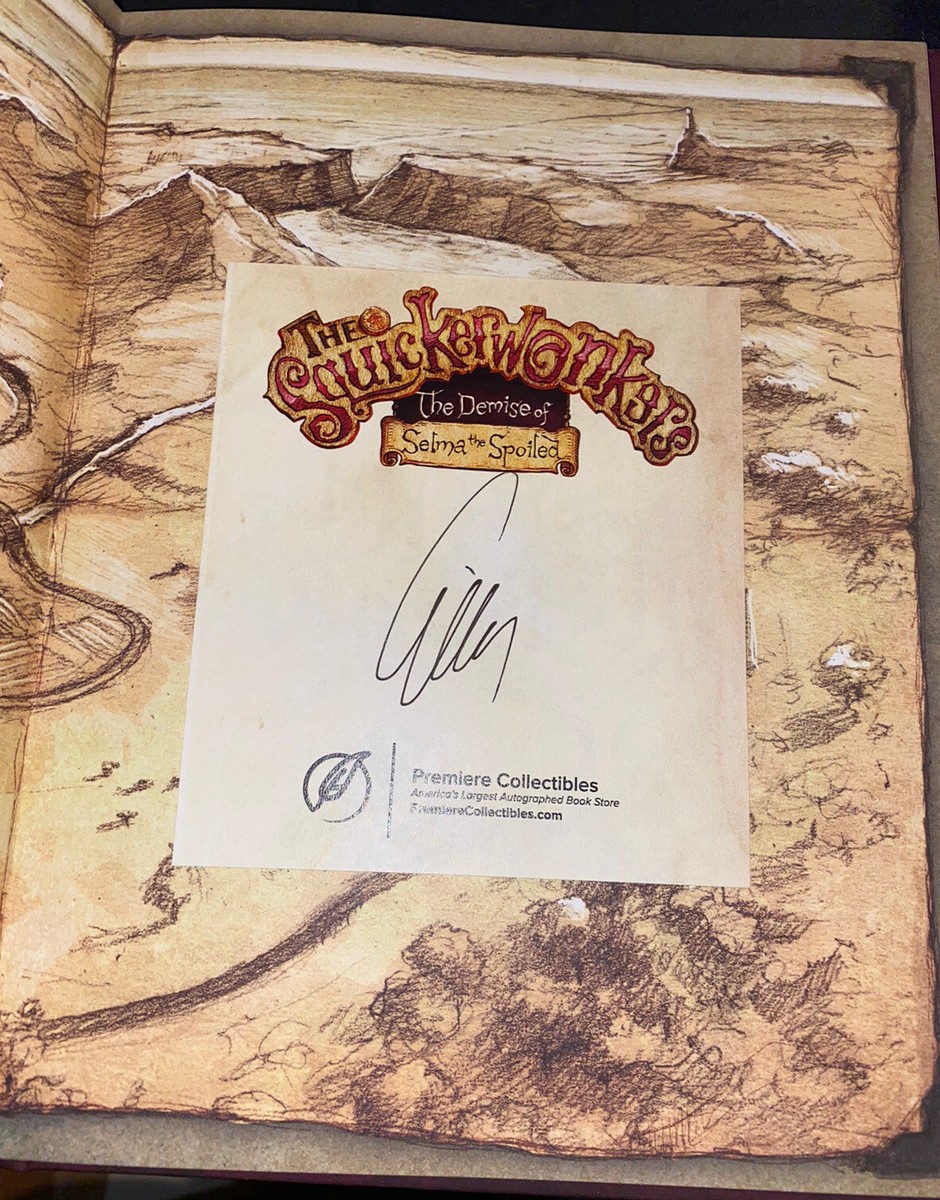 The Squickerwonkers
The Demise of
Selma the Spoiled
Premiere Collectibles
America's Largest Autographed Book Store
PremiereCollectibles.com